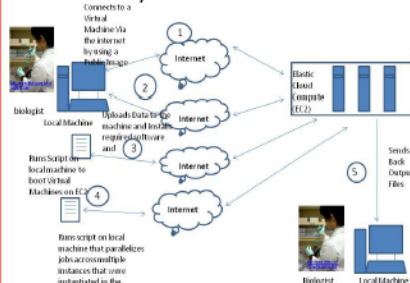 Connects to a
Virtual
Machine Via
the internet
by using a
Public Image
1
Internet
2
Elastic
Cloud
Compute
(EC2)
biologist
Local Machine
Uploads Data to the
machine and Installs
required software
and
Internet
3
Runs Script on
local machine to
boot Virtual
Machines on EC2
Internet
4
Internet
5
Sends
Back
Output
Files
Runs script on local
machine that parallelizes
jobs across multiple
instances that were
instantiated in the
Biologist
Local Machine